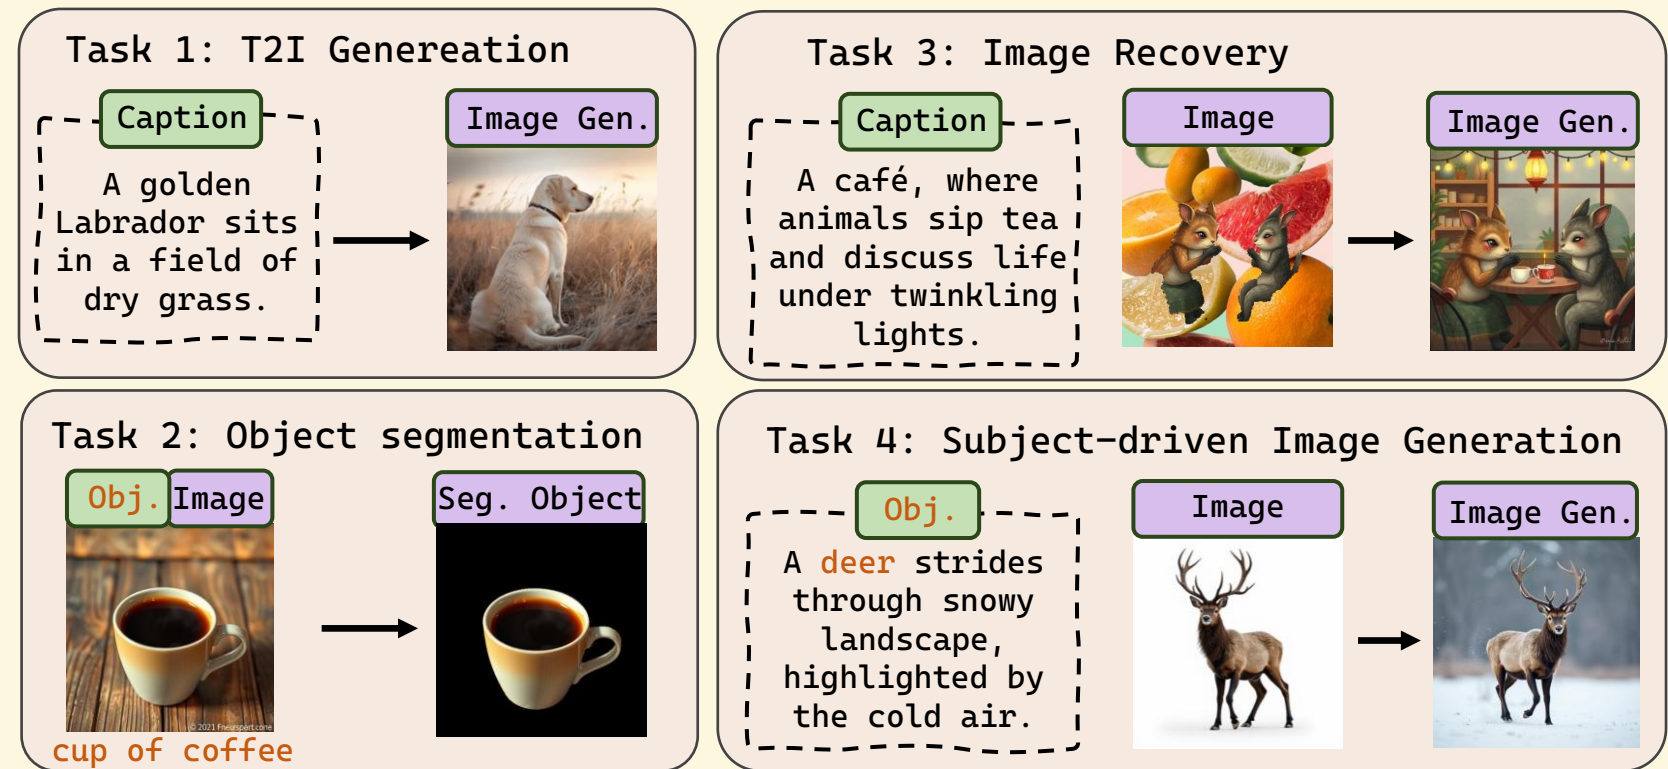 Task 1: T2I Genereation
Caption
A golden
Labrador sits
in a field of
dry grass.
Image Gen.
Task 3: Image Recovery
Caption
A café, where
animals sip tea
and discuss life
under twinkling
lights.
Image
Image Gen.
Task 2: Object segmentation
Obj.
Image
© 2021
cup of coffee
Seg. Object
Task 4: Subject-driven Image Generation
Obj.
A deer strides
through snowy
landscape,
highlighted by
the cold air.
Image
Image Gen.